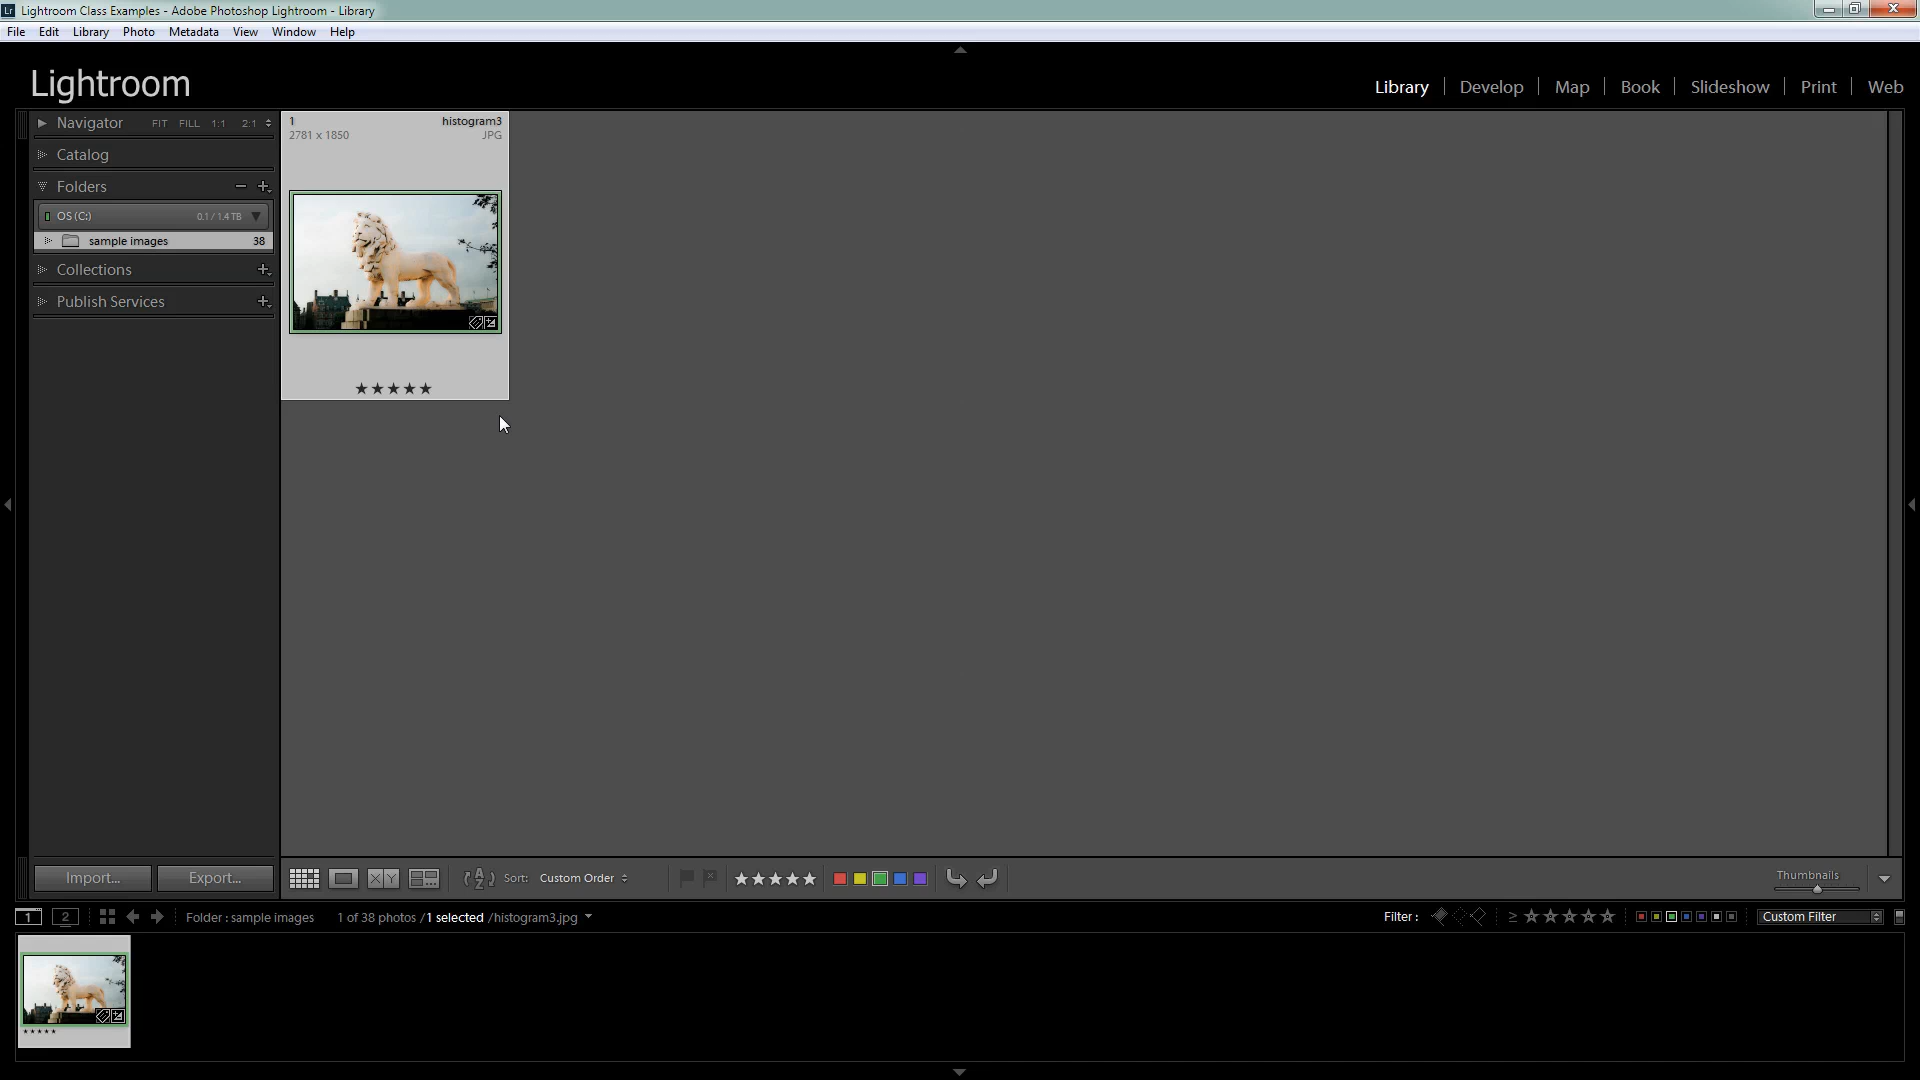 Lr Lightroom Class Examples - Adobe Photoshop Lightroom - Library
File Edit Library Photo Metadata View Window Help
Lightroom
Library Develop Map Book Slideshow Print Web
Navigator FIT FILL 1:1 2:1
Catalog
Folders
OS (C:) 0.1 / 1.4 TB
sample images 38
Collections
Publish Services
1 histogram3
2781 x 1850 JPG
Import... Export...
XY
Sort: Custom Order
Thumbnails
1 2 Folder : sample images 1 of 38 photos / 1 selected / histogram3.jpg
Filter : ≥ Custom Filter